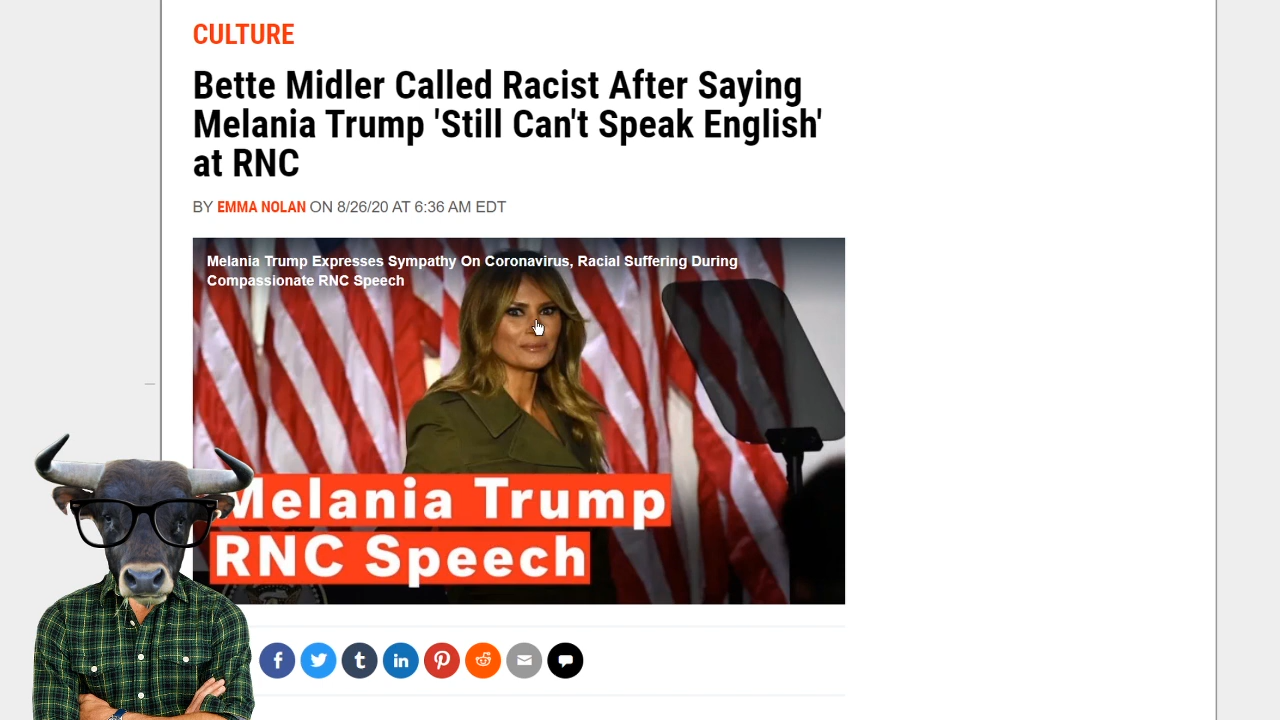 CULTURE
Bette Midler Called Racist After Saying
Melania Trump 'Still Can't Speak English'
at RNC
BY EMMA NOLAN ON 8/26/20 AT 6:36 AM EDT
Melania Trump Expresses Sympathy On Coronavirus, Racial Suffering During
Compassionate RNC Speech
Melania Trump
RNC Speech